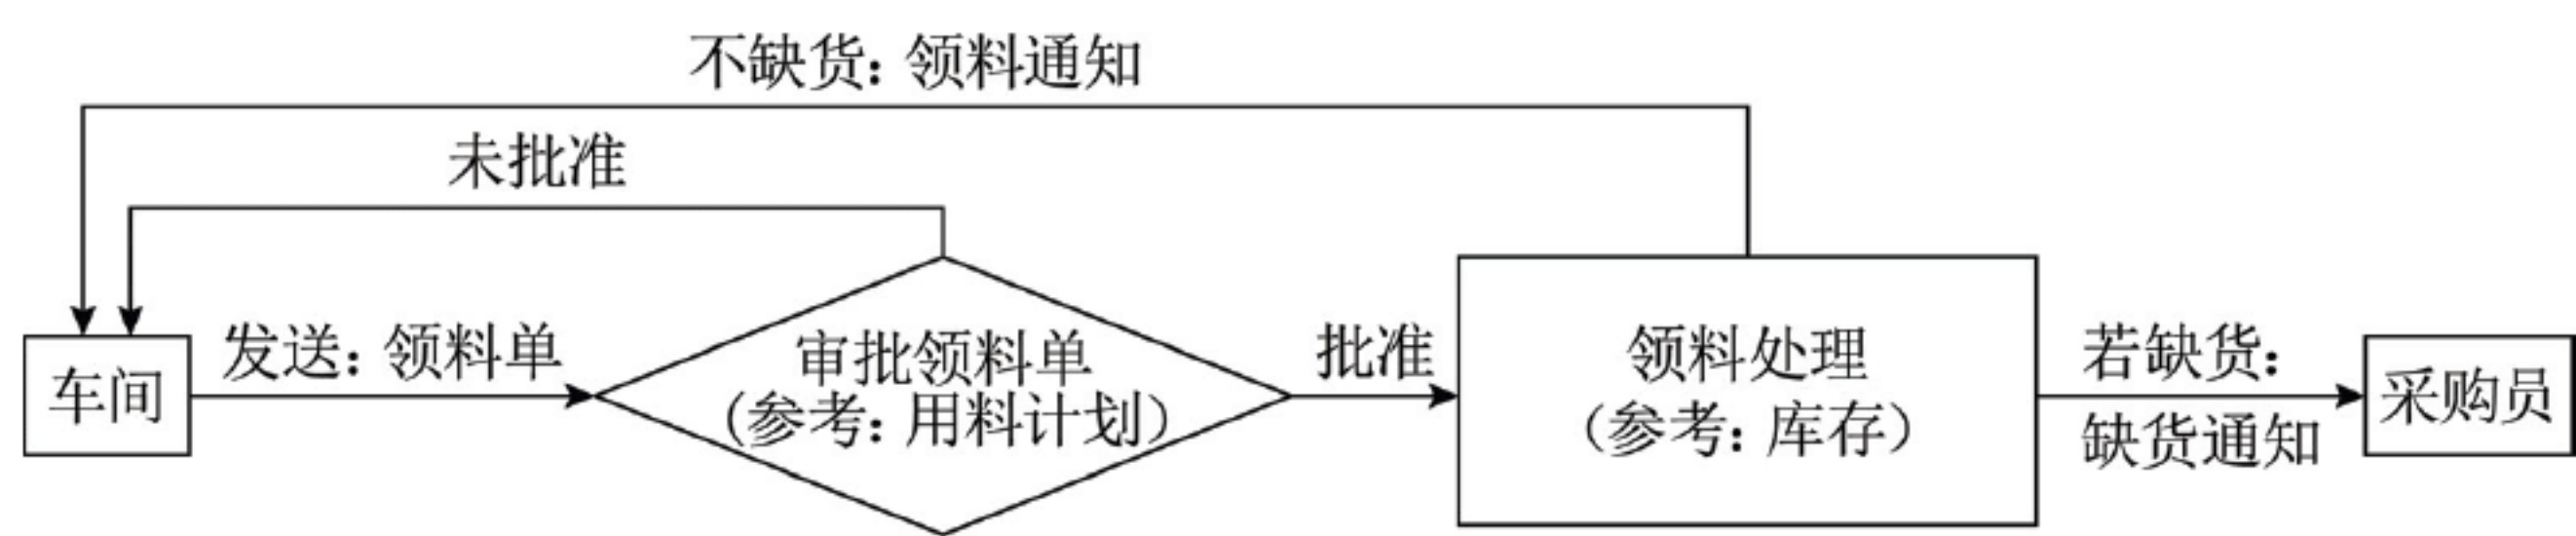 不缺货：领料通知
未批准
车间
发送：领料单
审批领料单
（参考：用料计划）
批准
领料处理
（参考：库存）
若缺货：
缺货通知
采购员